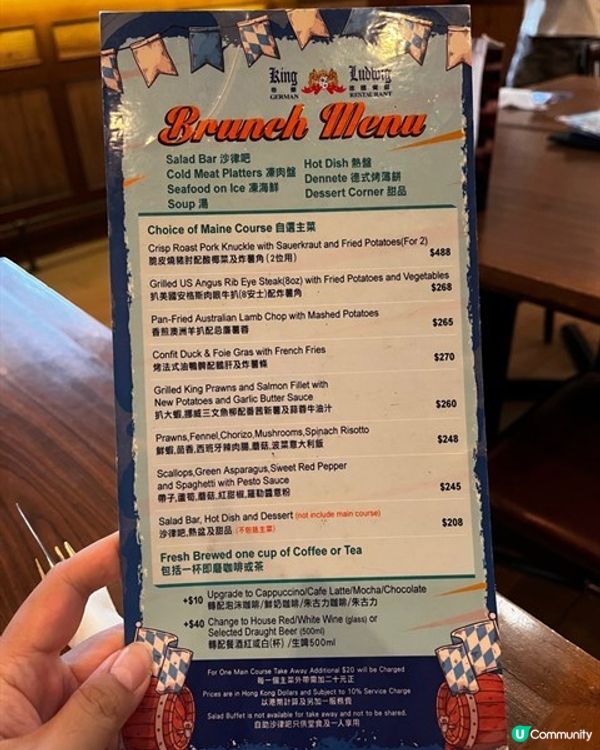 King Ludwig
帝樂 德國餐廳
GERMAN RESTAURANT
Brunch Menu
Salad Bar 沙律吧
Cold Meat Platters 凍肉盤
Seafood on Ice 凍海鮮
Soup 湯
Hot Dish 熱盤
Dennete 德式烤薄餅
Dessert Corner 甜品
Choice of Maine Course 自選主菜
Crisp Roast Pork Knuckle with Sauerkraut and Fried Potatoes(For 2)
脆皮燒豬肘配酸椰菜及炸薯角 (2位用) $488
Grilled US Angus Rib Eye Steak(8oz) with Fried Potatoes and Vegetables
扒美國安格斯肉眼牛扒(8安士)配炸薯角 $268
Pan-Fried Australian Lamb Chop with Mashed Potatoes
香煎澳洲羊扒配忌廉薯蓉 $265
Confit Duck & Foie Gras with French Fries
烤法式油鴨髀配鵝肝及炸薯條 $270
Grilled King Prawns and Salmon Fillet with
New Potatoes and Garlic Butter Sauce
扒大蝦,挪威三文魚柳配番茜新薯及蒜蓉牛油汁 $260
Prawns,Fennel,Chorizo,Mushrooms,Spinach Risotto
鮮蝦,茴香,西班牙辣肉腸,蘑菇,菠菜意大利飯 $248
Scallops,Green Asparagus,Sweet Red Pepper
and Spaghetti with Pesto Sauce
帶子,蘆筍,蘑菇,紅甜椒,羅勒醬意粉 $245
Salad Bar, Hot Dish and Dessert (not include main course)
沙律吧,熱盆及甜品 (不包括主菜) $208
Fresh Brewed one cup of Coffee or Tea
包括一杯即磨咖啡或茶
+$10 Upgrade to Cappuccino/Cafe Latte/Mocha/Chocolate
轉配泡沫咖啡/鮮奶咖啡/朱古力咖啡/朱古力
+$40 Change to House Red/White Wine (glass) or
Selected Draught Beer (500ml)
轉配餐酒紅或白(杯) /生啤500ml
For One Main Course Take Away Additional $20 will be Charged
每一個主菜外帶需加二十元正
Prices are in Hong Kong Dollars and Subject to 10% Service Charge
以港幣計算及另加一服務費
Salad Buffet is not available for take away and not to be shared.
自助沙律吧只供堂食及一人享用
U Community